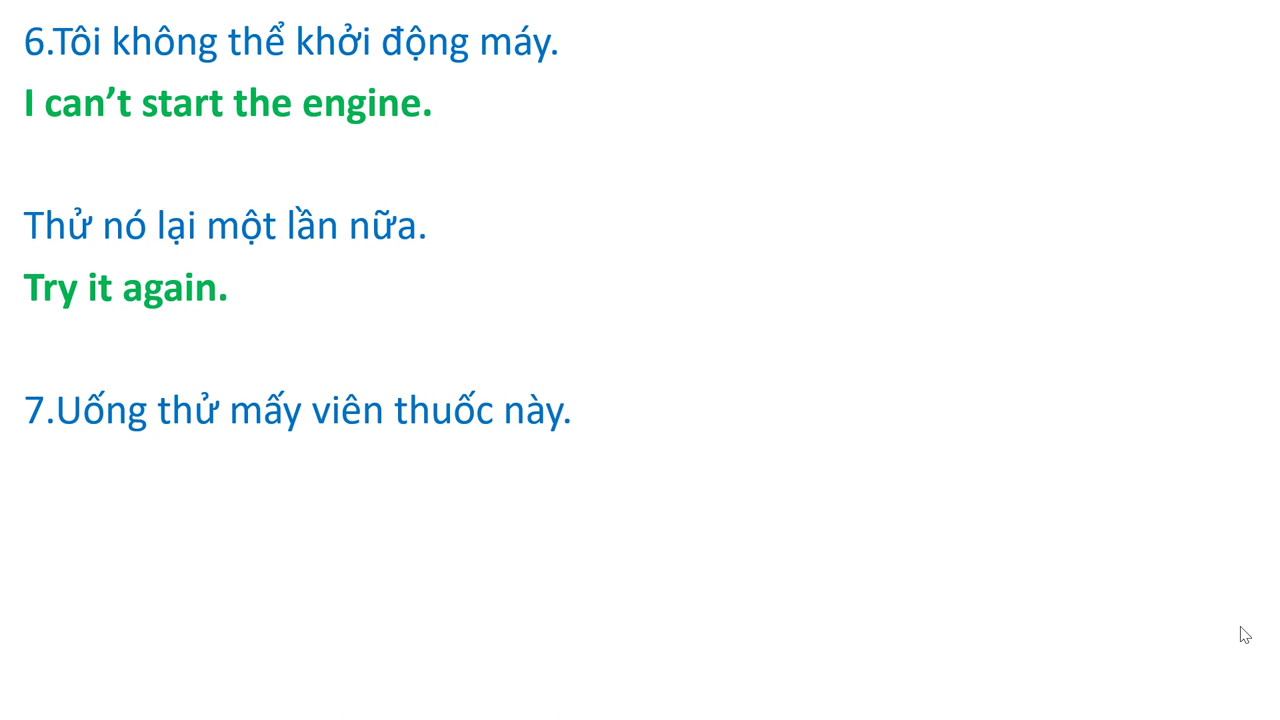 6.Tôi không thể khởi động máy.
I can’t start the engine.
Thử nó lại một lần nữa.
Try it again.
7.Uống thử mấy viên thuốc này.